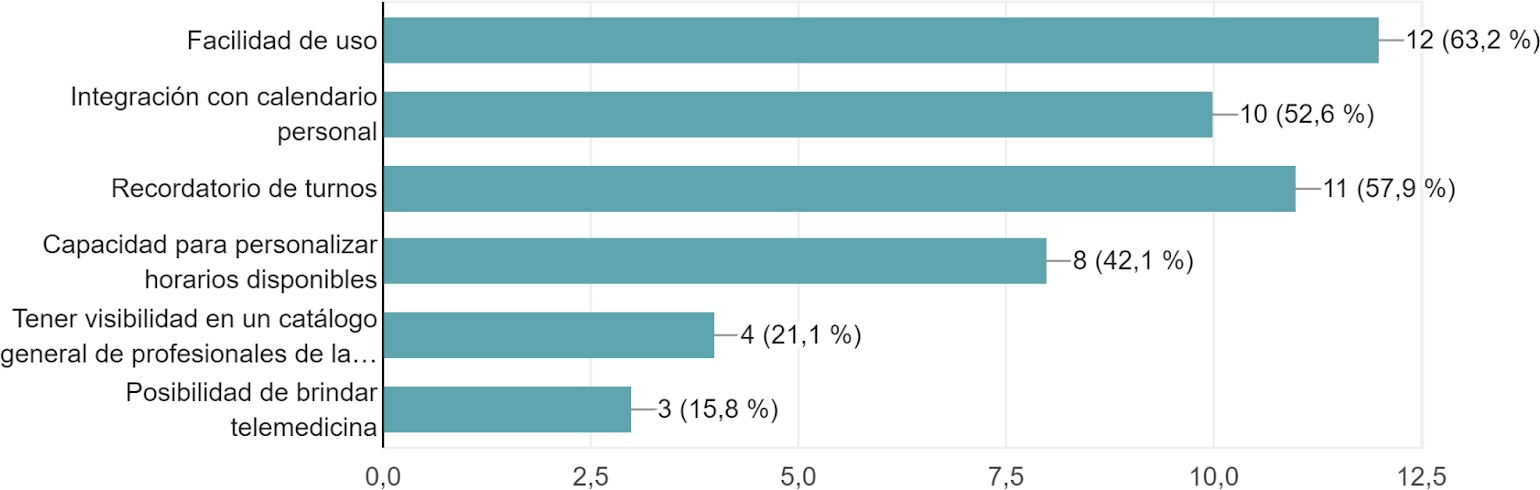 Facilidad de uso
12 (63,2 %)
Integración con calendario
personal
10 (52,6 %)
Recordatorio de turnos
11 (57,9 %)
Capacidad para personalizar
horarios disponibles
8 (42,1 %)
Tener visibilidad en un catálogo
general de profesionales de la…
4 (21,1 %)
Posibilidad de brindar
telemedicina
3 (15,8 %)
0,0 2,5 5,0 7,5 10,0 12,5